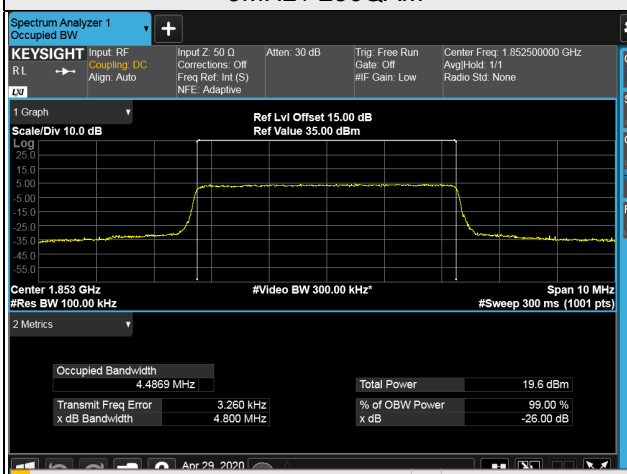 Spectrum Analyzer 1
Occupied BW
KEYSIGHT
RL
LXI
Input: RF
Coupling: DC
Align: Auto
Input Z: 50 Ω
Corrections: Off
Freq Ref: Int (S)
NFE: Adaptive
Atten: 30 dB
Trig: Free Run
Gate: Off
#IF Gain: Low
Center Freq: 1.852500000 GHz
Avg|Hold: 1/1
Radio Std: None
1 Graph
Scale/Div 10.0 dB
Ref Lvl Offset 15.00 dB
Ref Value 35.00 dBm
Log
25.0
15.0
5.00
-5.00
-15.0
-25.0
-35.0
-45.0
-55.0
Center 1.853 GHz
#Video BW 300.00 kHz*
Span 10 MHz
#Res BW 100.00 kHz
#Sweep 300 ms (1001 pts)
2 Metrics
Occupied Bandwidth
4.4869 MHz
Total Power 19.6 dBm
Transmit Freq Error 3.260 kHz
% of OBW Power 99.00 %
x dB Bandwidth 4.800 MHz
x dB -26.00 dB
Apr 29, 2020